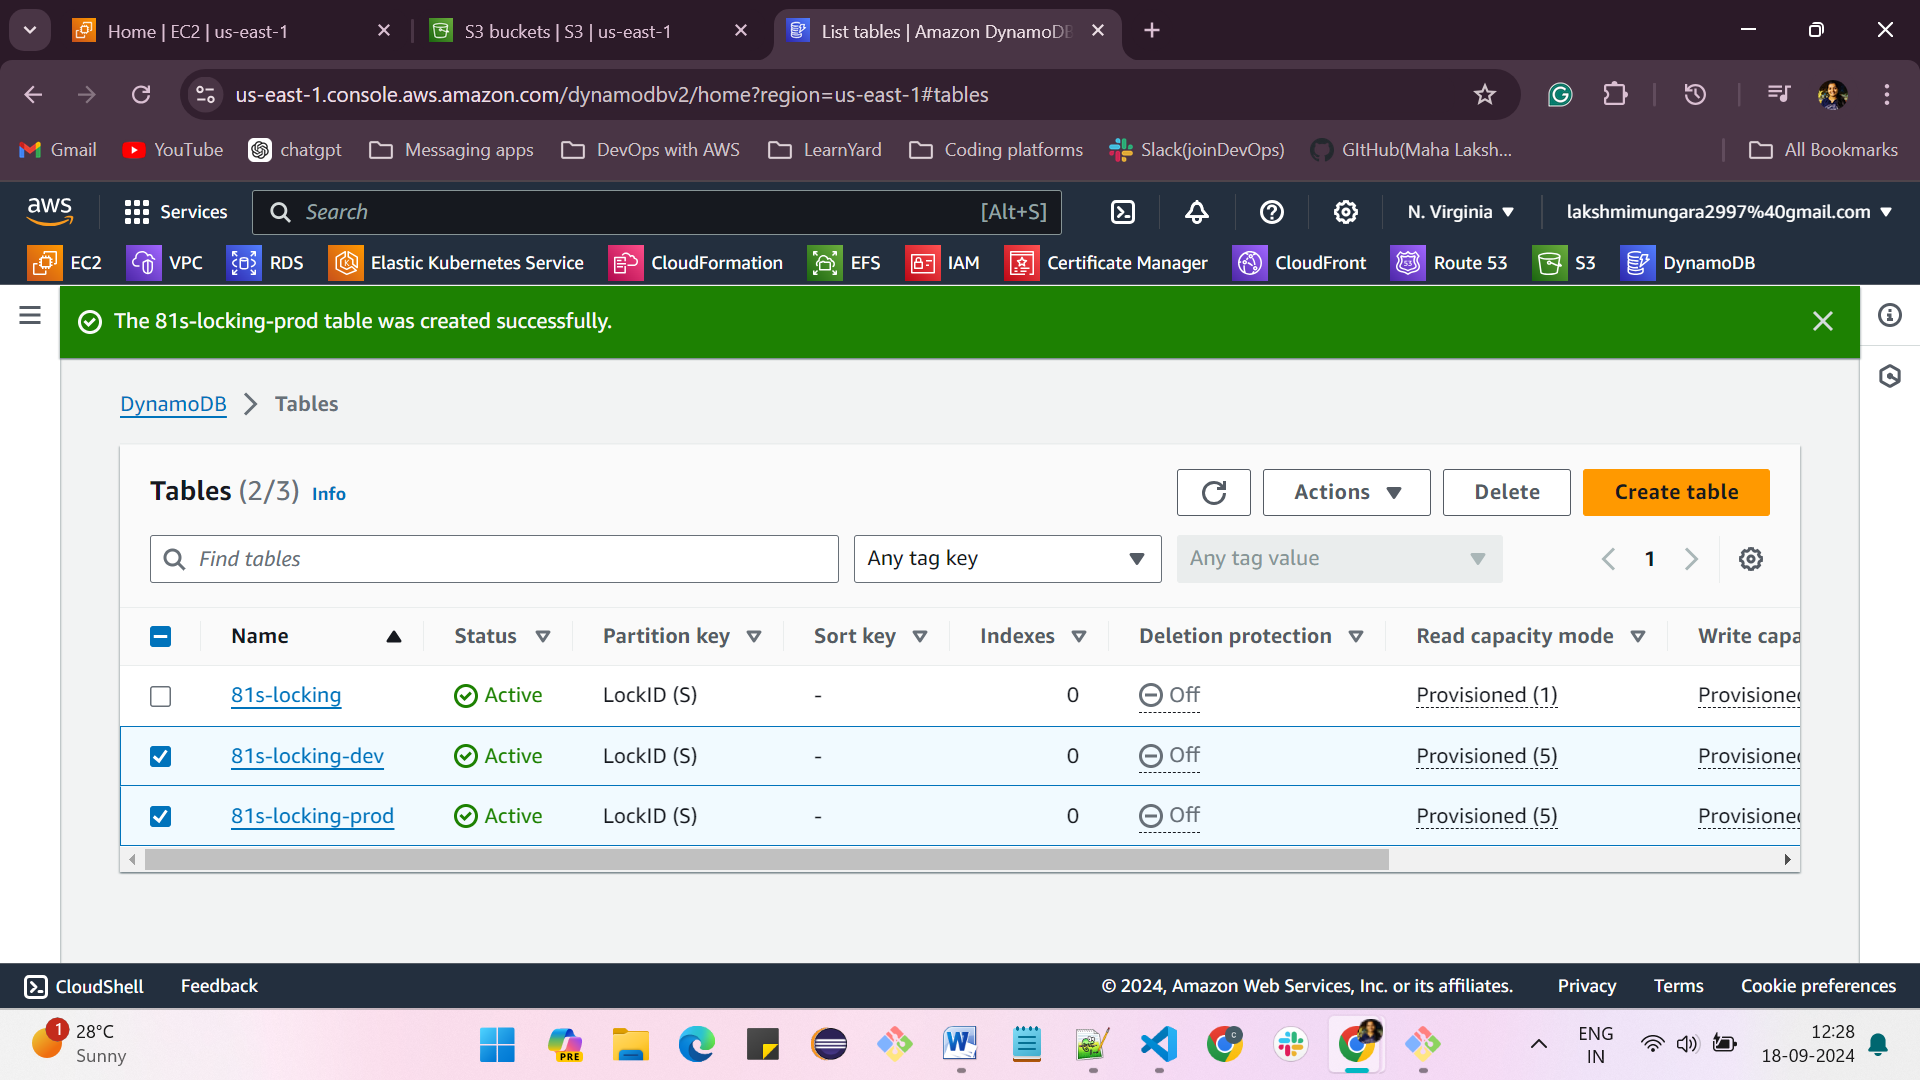 Home | EC2 | us-east-1
S3 buckets | S3 | us-east-1
List tables | Amazon DynamoDB
us-east-1.console.aws.amazon.com/dynamodbv2/home?region=us-east-1#tables
Gmail YouTube chatgpt Messaging apps DevOps with AWS LearnYard Coding platforms Slack(joinDevOps) GItHub(Maha Laksh... All Bookmarks
aws Services Search [Alt+S] N. Virginia lakshmimungara2997%40gmail.com
EC2 VPC RDS Elastic Kubernetes Service CloudFormation EFS IAM Certificate Manager CloudFront Route 53 S3 DynamoDB
The 81s-locking-prod table was created successfully.
DynamoDB Tables
Tables (2/3) Info Actions Delete Create table
Find tables Any tag key Any tag value 1
Name Status Partition key Sort key Indexes Deletion protection Read capacity mode Write capa
81s-locking Active LockID (S) - 0 Off Provisioned (1) Provisioned
81s-locking-dev Active LockID (S) - 0 Off Provisioned (5) Provisioned
81s-locking-prod Active LockID (S) - 0 Off Provisioned (5) Provisioned
CloudShell Feedback © 2024, Amazon Web Services, Inc. or its affiliates. Privacy Terms Cookie preferences
1 28°C
Sunny
PRE
ENG
IN
12:28
18-09-2024